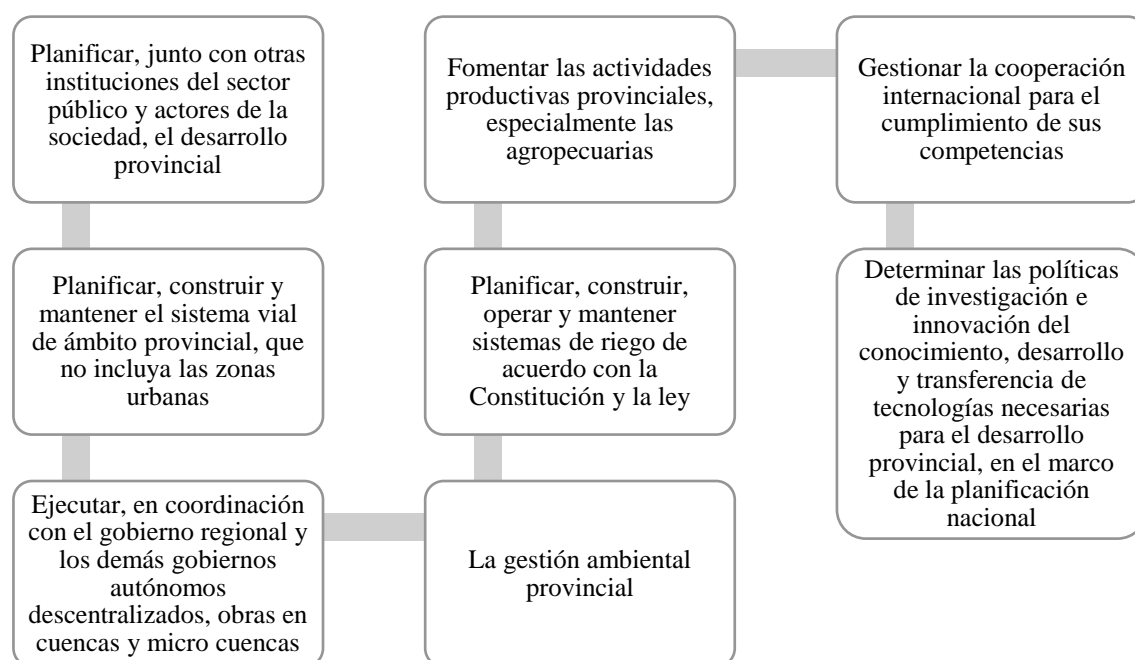 Planificar, junto con otras
instituciones del sector
público y actores de la
sociedad, el desarrollo
provincial
Planificar, construir y
mantener el sistema vial
de ámbito provincial, que
no incluya las zonas
urbanas
Ejecutar, en coordinación
con el gobierno regional y
los demás gobiernos
autónomos
descentralizados, obras en
cuencas y micro cuencas
La gestión ambiental
provincial
Planificar, construir,
operar y mantener
sistemas de riego de
acuerdo con la
Constitución y la ley
Fomentar las actividades
productivas provinciales,
especialmente las
agropecuarias
Gestionar la cooperación
internacional para el
cumplimiento de sus
competencias
Determinar las políticas
de investigación e
innovación del
conocimiento, desarrollo
y transferencia de
tecnologías necesarias
para el desarrollo
provincial, en el marco
de la planificación
nacional